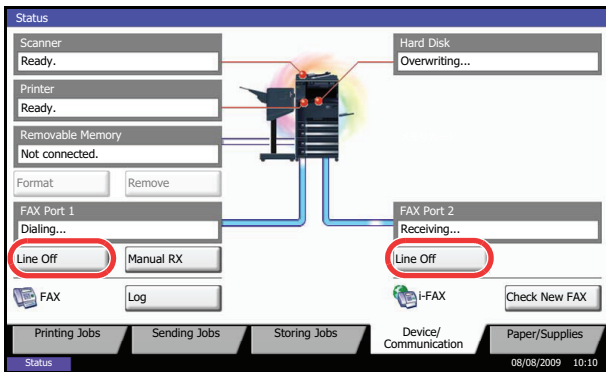 Status
Scanner
Ready.
Hard Disk
Overwriting...
Printer
Ready.
Removable Memory
Not connected.
Format
Remove
FAX Port 1
Dialing...
FAX Port 2
Receiving...
Line Off
Manual RX
Line Off
FAX
Log
i-FAX
Check New FAX
Printing Jobs
Sending Jobs
Storing Jobs
Device/
Communication
Paper/Supplies
Status
08/08/2009 10:10